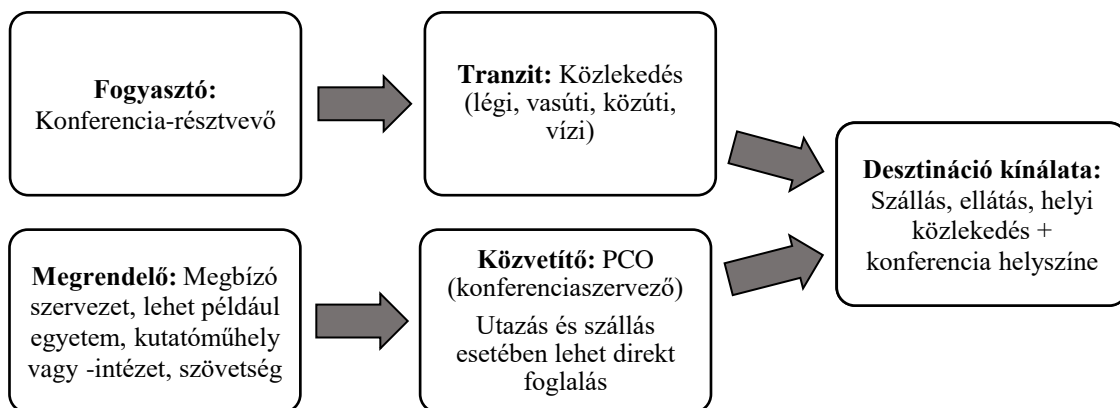 Fogyasztó:
Konferencia-résztvevő
Tranzit: Közlekedés
(légi, vasúti, közúti,
vízi)
Megrendelő: Megbízó
szervezet, lehet például
egyetem, kutatóműhely
vagy -intézet, szövetség
Közvetítő: PCO
(konferenciaszervező)
Utazás és szállás
esetében lehet direkt
foglalás
Desztináció kínálata:
Szállás, ellátás, helyi
közlekedés +
konferencia helyszíne